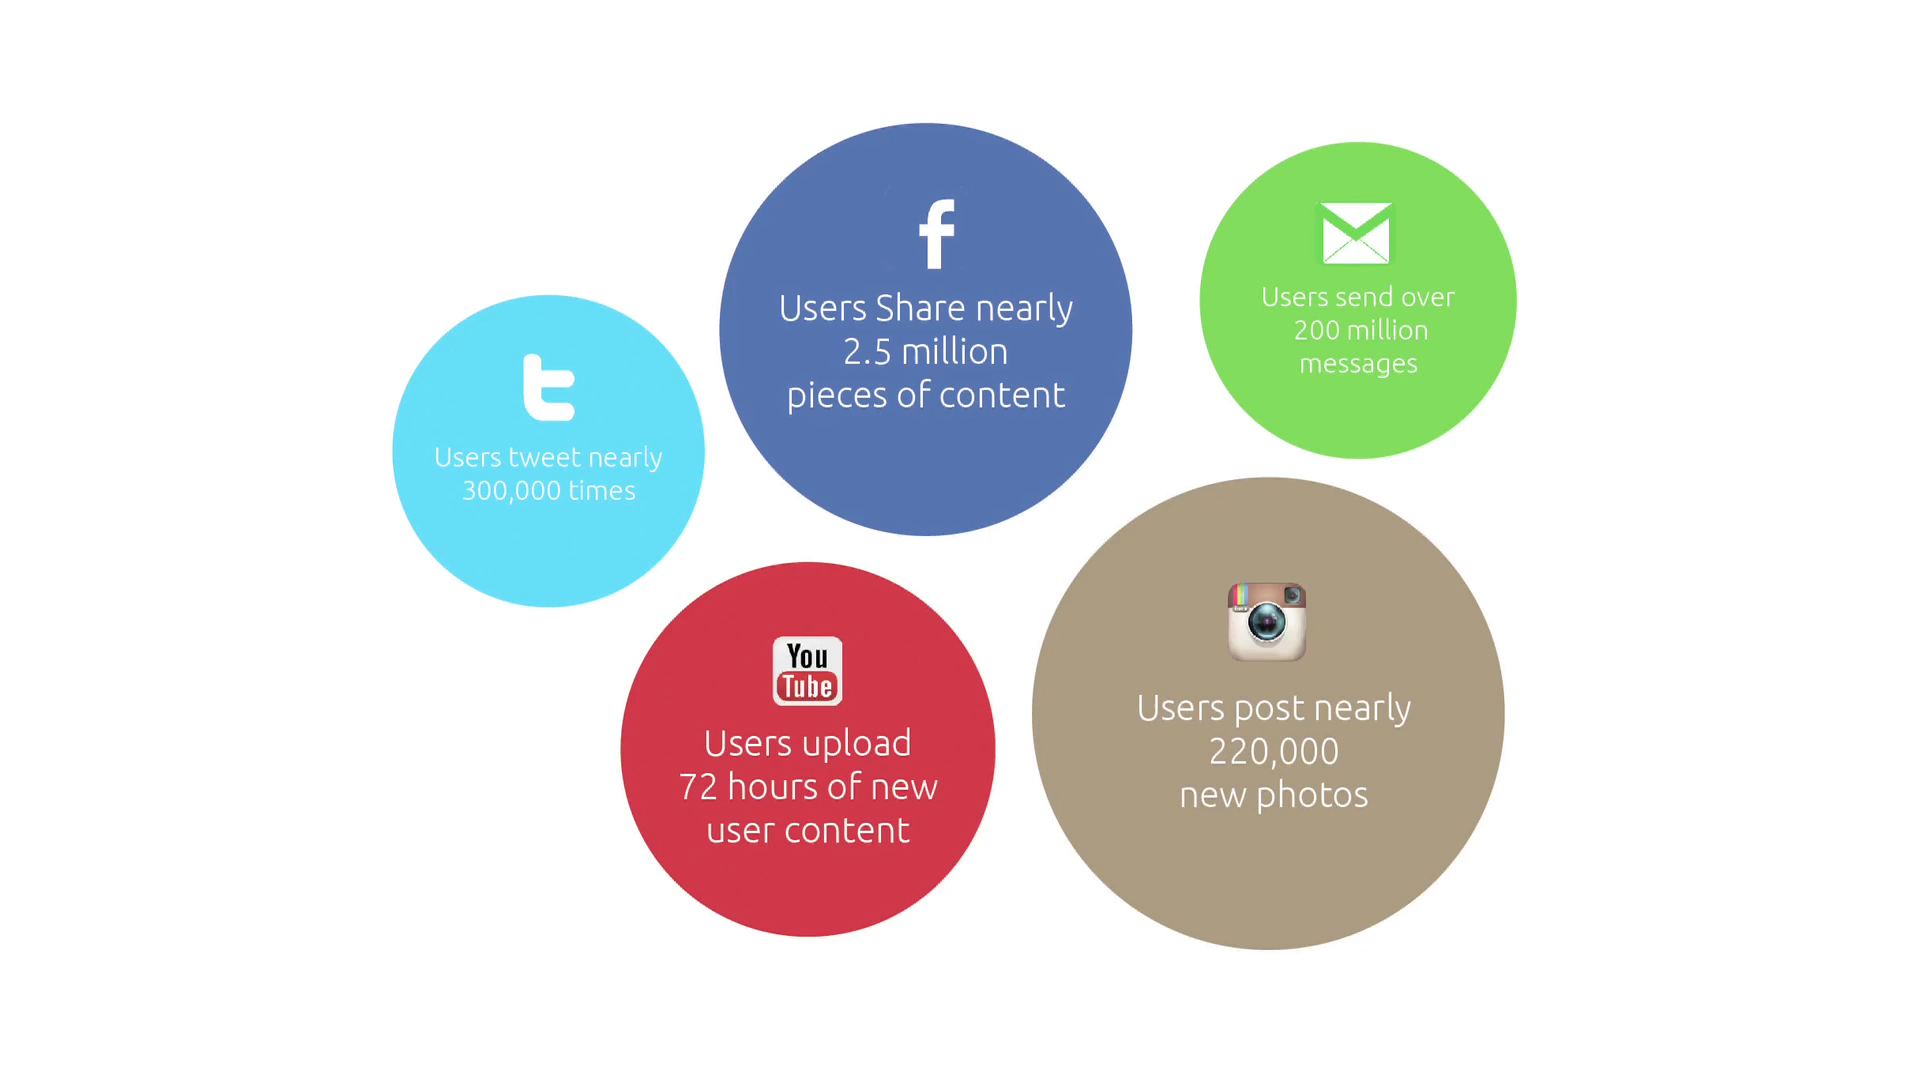 f
Users Share nearly
2.5 million
pieces of content
Users send over
200 million
messages
t
Users tweet nearly
300,000 times
You
Tube
Users upload
72 hours of new
user content
Users post nearly
220,000
new photos